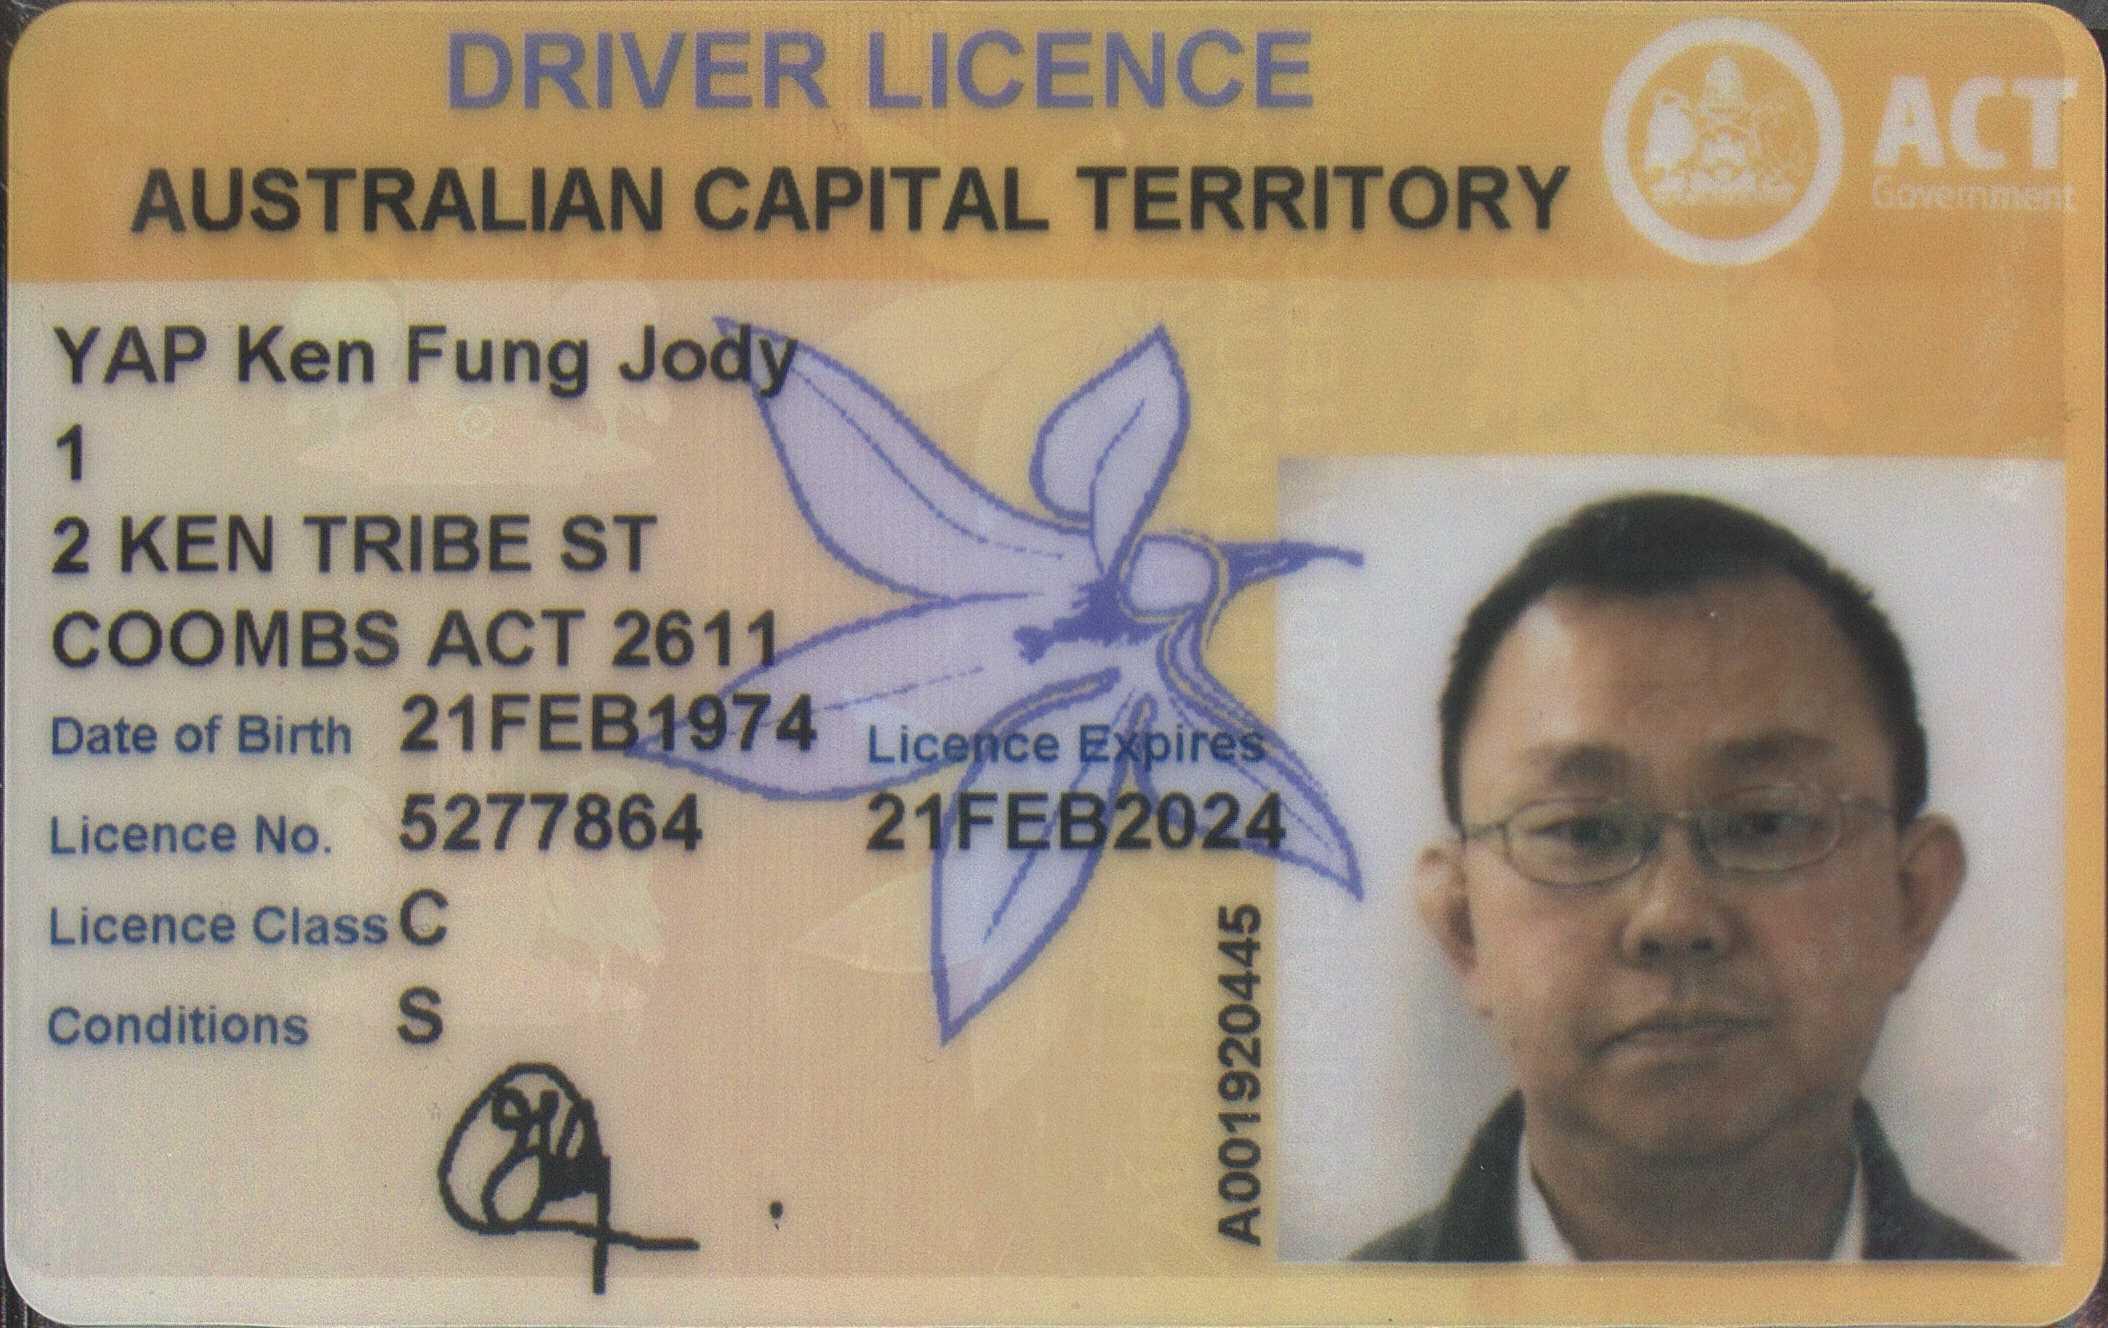 DRIVER LICENCE
AUSTRALIAN CAPITAL TERRITORY
ACT
Government
YAP Ken Fung Jody
1
2 KEN TRIBE ST
COOMBS ACT 2611
Date of Birth 21FEB1974
Licence Expires
Licence No. 5277864
21FEB2024
Licence Class C
Conditions S
A001920445